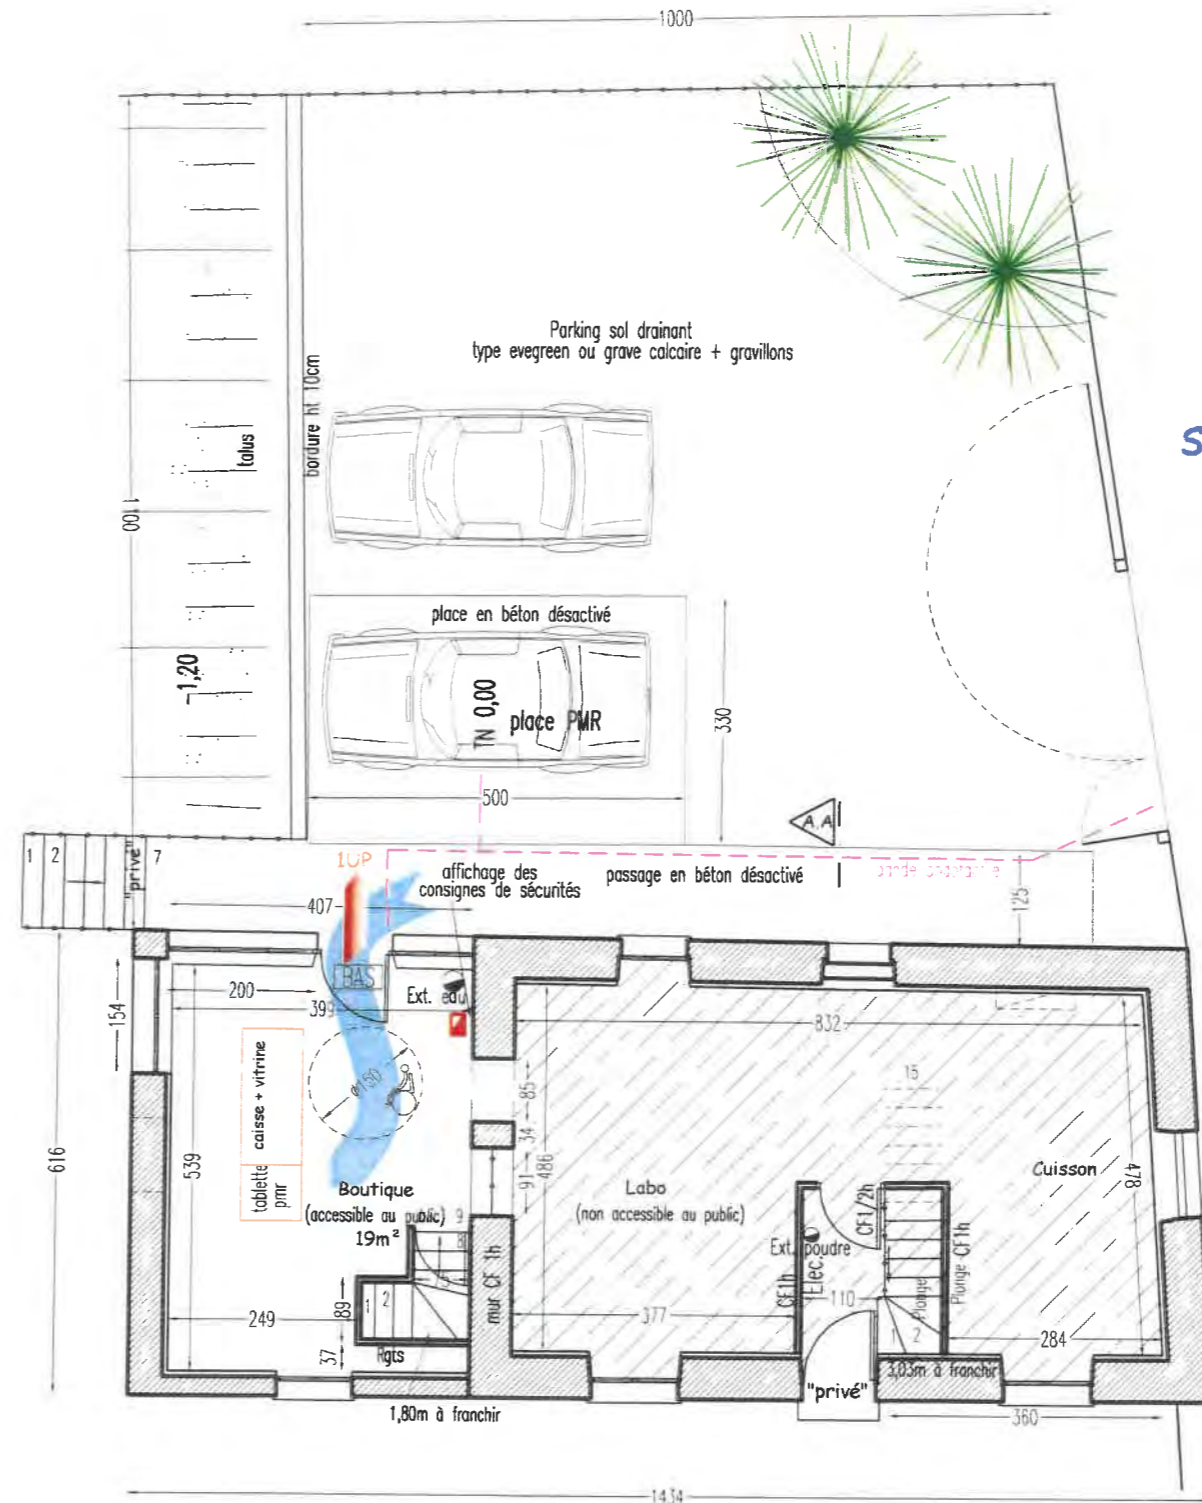 1000
Parking sol drainant
type evegreen ou grave calcaire + gravillons
bordure ht 10cm
talus
S
1100
place en béton désactivé
-1,20
TN 0,00
place PMR
330
500
A.A
1 2
"privé"
7
1UP
affichage des
consignes de sécurités
passage en béton désactivé
407
125
BAS
200
399
Ext. eau
154
832
15
caisse + vitrine
ø150
85
34
616
539
486
91
478
tablette
pmr
Boutique
(accessible au public)
19m²
9
8
Labo
(non accessible au public)
Cuisson
mur CF 1h
CF1/2h
Ext. poudre
Elec.
CF1h
Plonge CF1h
Plonge
110
75
1
2
89
249
377
284
37
Rgts
1 2
3,03m à franchir
"privé"
1,80m à franchir
360
1434